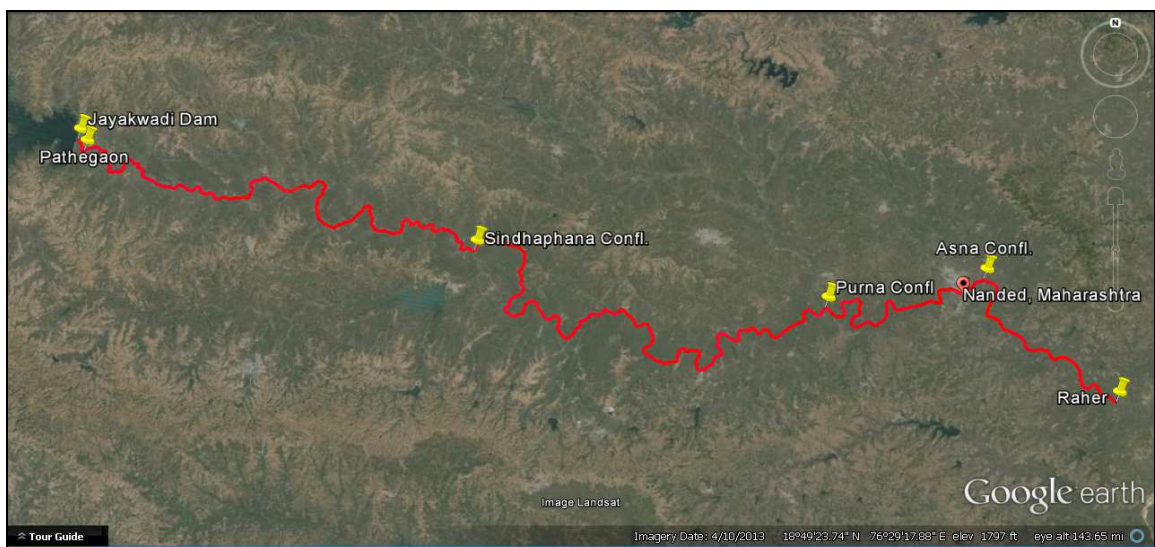 N
Jayakwadi Dam
Pathegaon
Sindhaphana Confl.
Asna Confl.
Purna Confl
Nanded, Maharashtra
Raher
Google earth
Image Landsat
Tour Guide
Imagery Date: 4/10/2013 18°49'23.74" N 76°29'17.88" E elev 1797 ft eye alt 143.65 mi